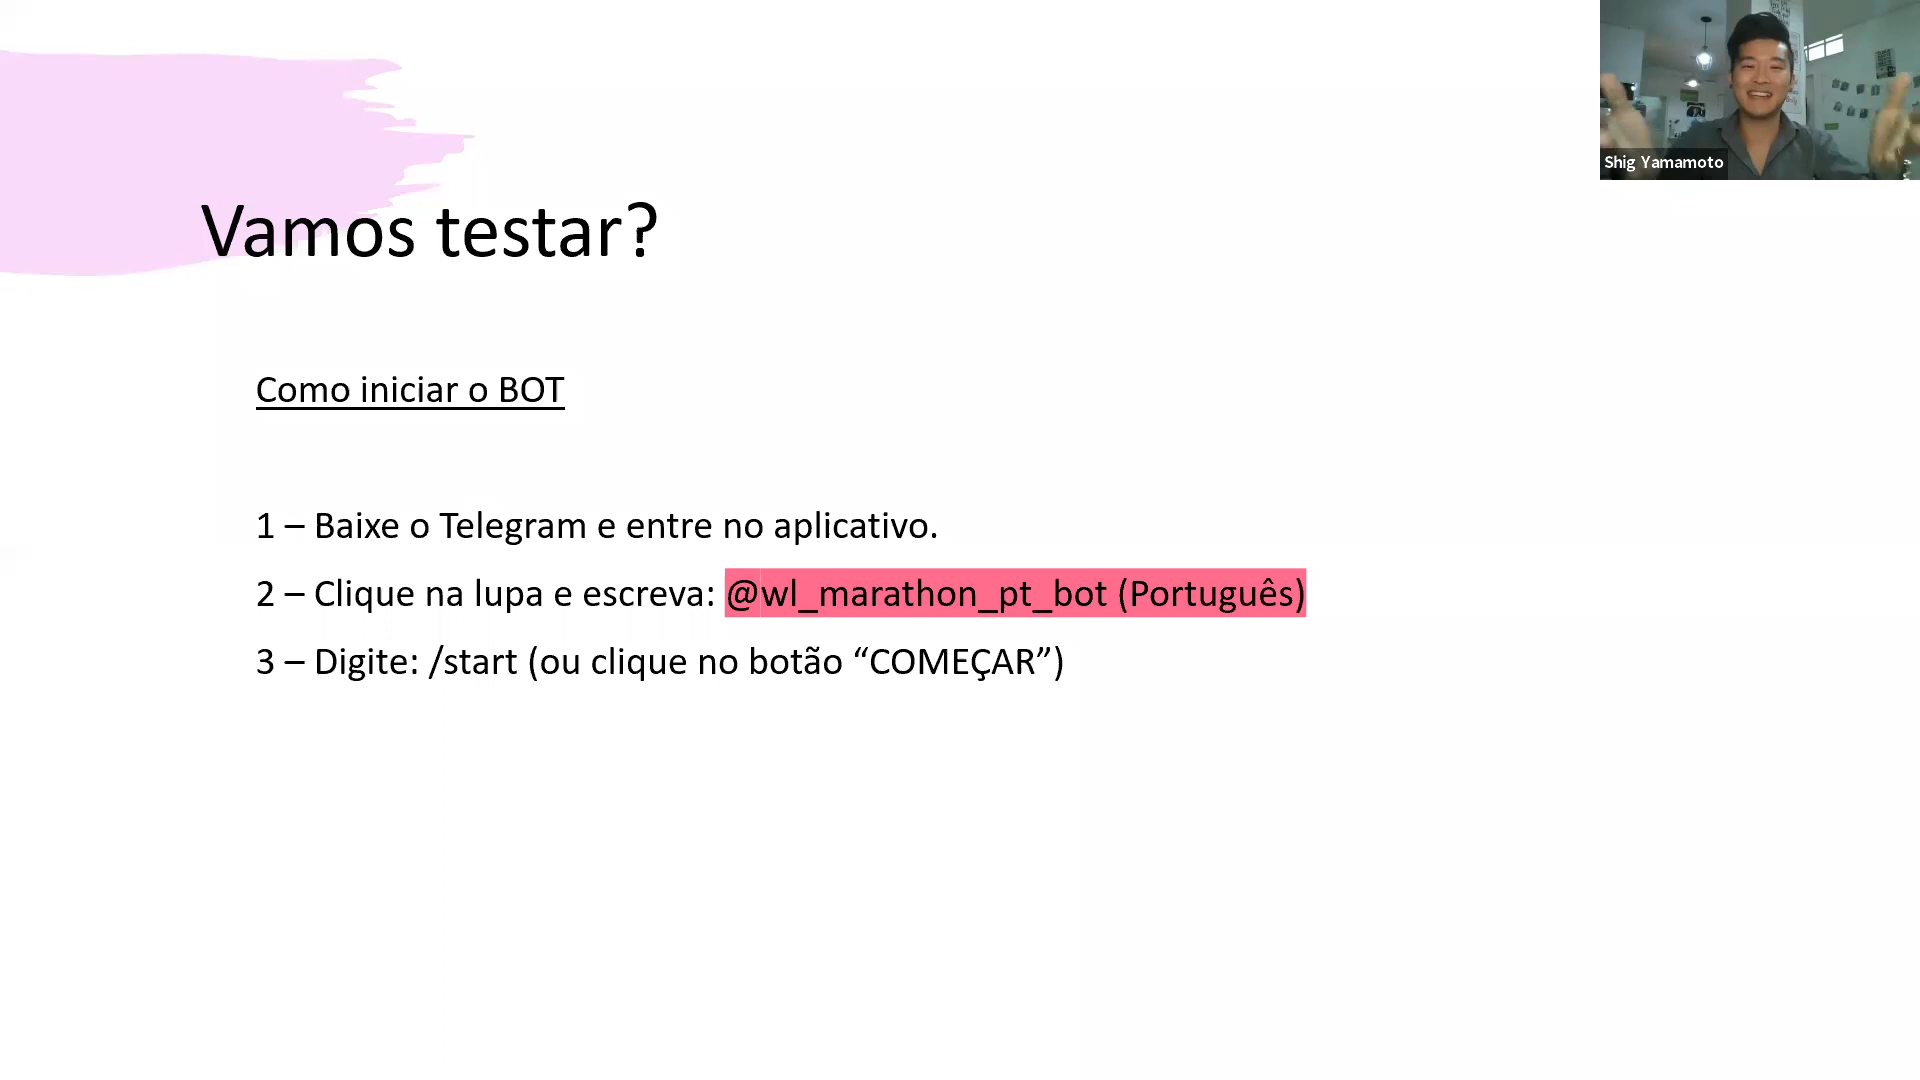 Shig Yamamoto
Vamos testar?
Como iniciar o BOT
1 – Baixe o Telegram e entre no aplicativo.
2 – Clique na lupa e escreva: @wl_marathon_pt_bot (Português)
3 – Digite: /start (ou clique no botão “COMEÇAR”)